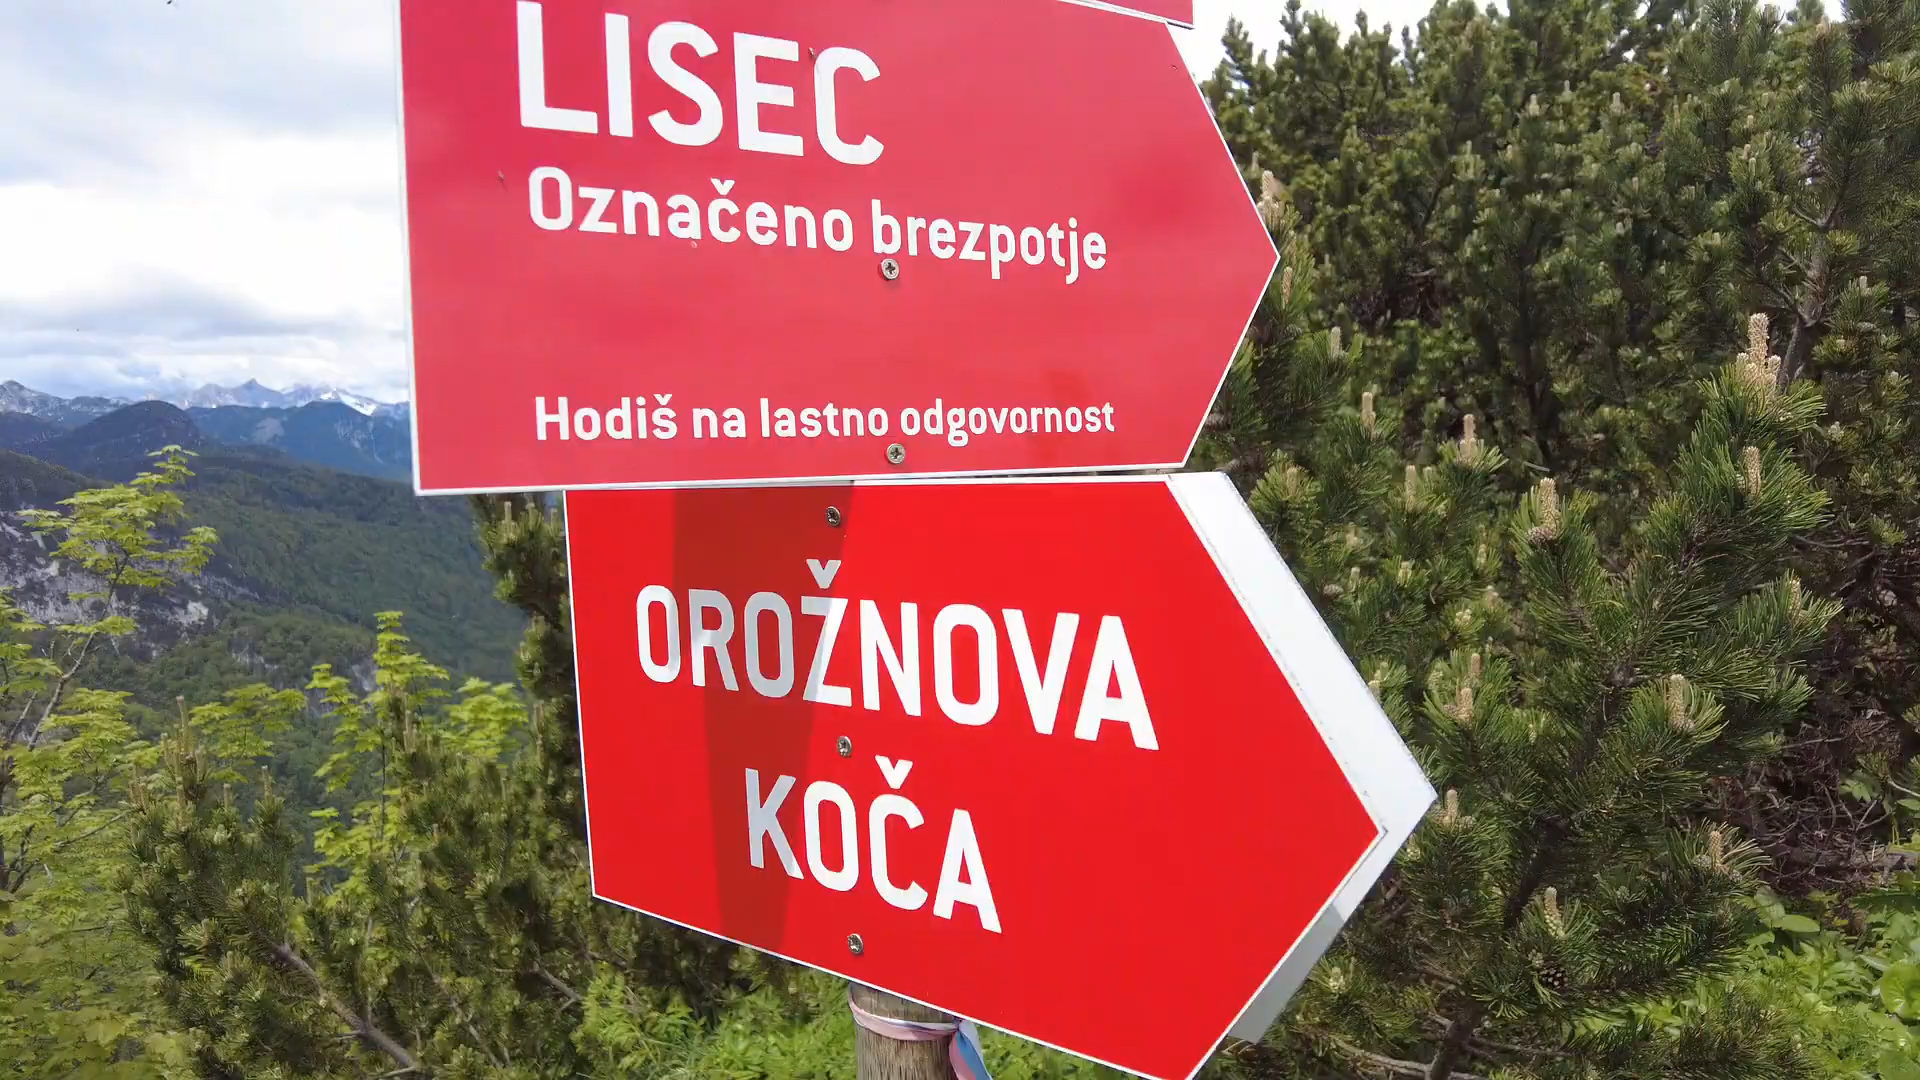 LISEC
Označeno brezpotje
Hodiš na lastno odgovornost
OROŽNOVA
KOČA